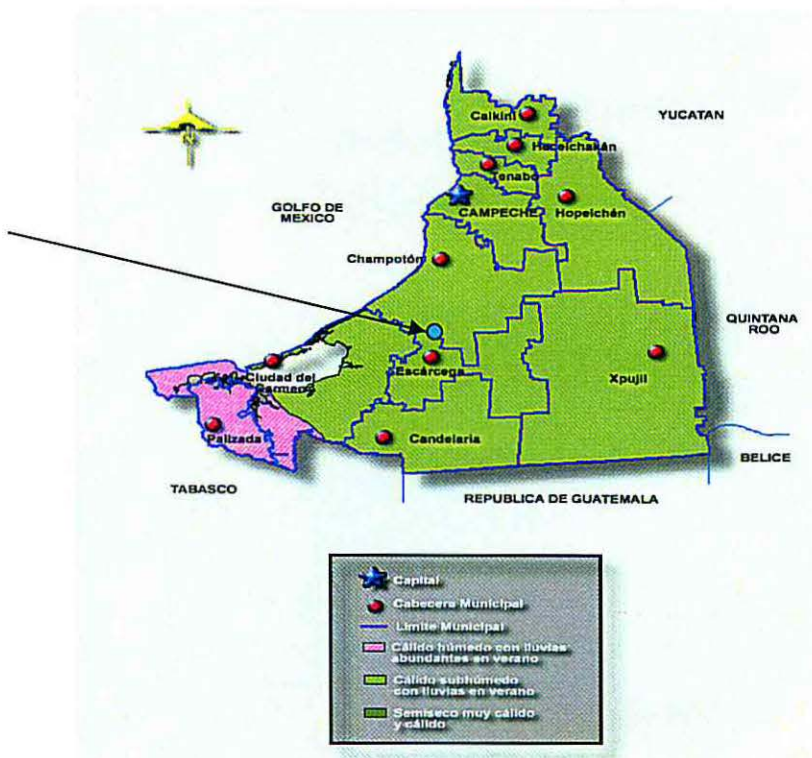 YUCATAN
Calkiní
Hecelchakán
Tenabo
GOLFO DE
MEXICO
CAMPECHE
Hopelchén
Champotón
QUINTANA
ROO
Ciudad del
Carmen
Escárcega
Xpujil
Palizada
Candelaria
BELICE
TABASCO
REPUBLICA DE GUATEMALA
Capital
Cabecera Municipal
Limite Municipal
Cálido húmedo con lluvias
abundantes en verano
Cálido subhúmedo
con lluvias en verano
Semiseco muy cálido
y cálido